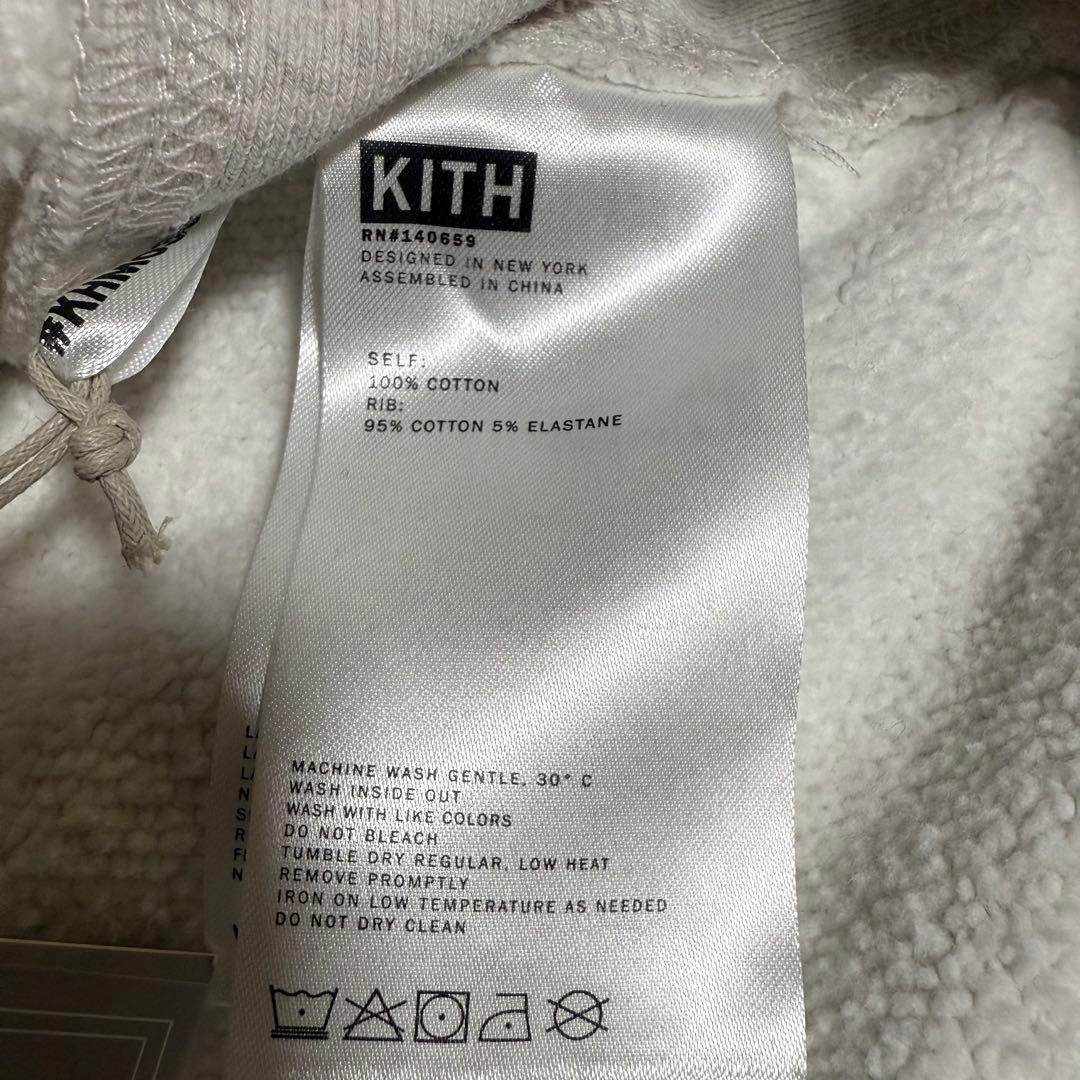 KITH
RN#140659
DESIGNED IN NEW YORK
ASSEMBLED IN CHINA
SELF:
100% COTTON
RIB:
95% COTTON 5% ELASTANE
MACHINE WASH GENTLE, 30° C
WASH INSIDE OUT
WASH WITH LIKE COLORS
DO NOT BLEACH
TUMBLE DRY REGULAR, LOW HEAT
REMOVE PROMPTLY
IRON ON LOW TEMPERATURE AS NEEDED
DO NOT DRY CLEAN